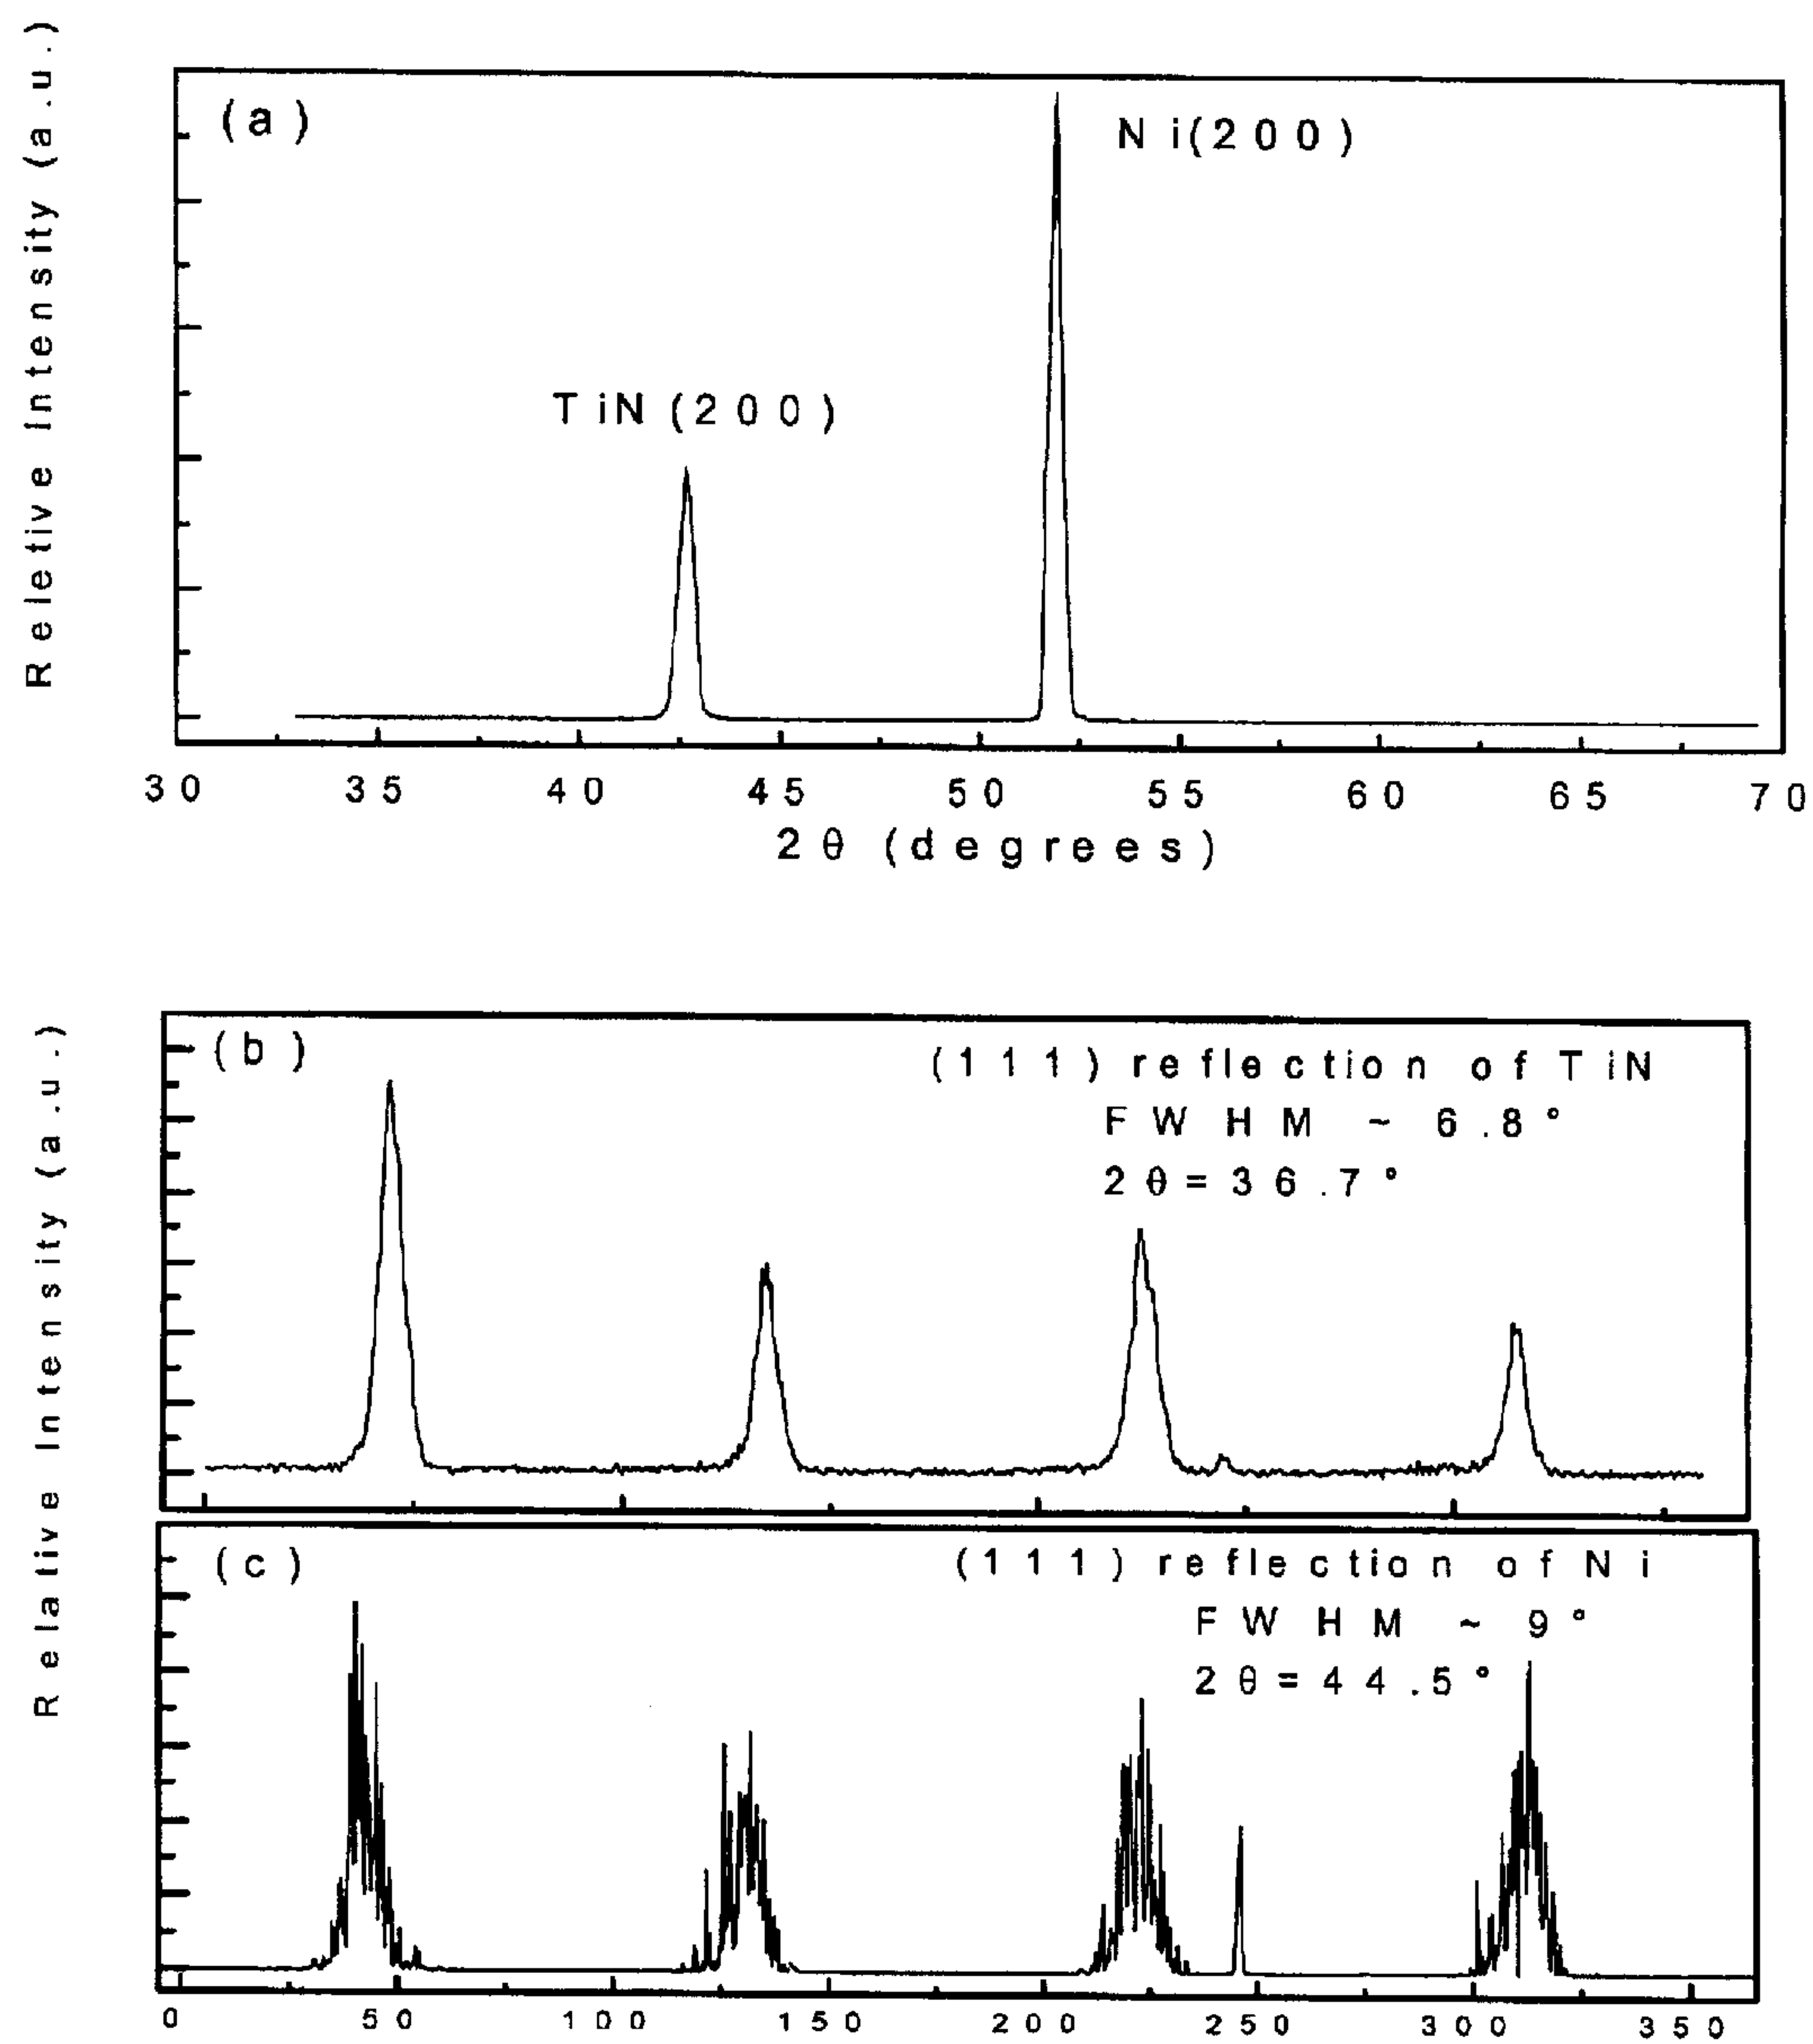 Reletive Intensity (a.u.)
(a)
Ni(200)
TiN(200)
30 35 40 45 50 55 60 65 70
2θ (degrees)
Relative Intensity (a.u.)
(b)
(111) reflection of TiN
FWHM ~ 6.8°
2θ=36.7°
(c)
(111) reflection of Ni
FWHM ~ 9°
2θ=44.5°
0 50 100 150 200 250 300 350